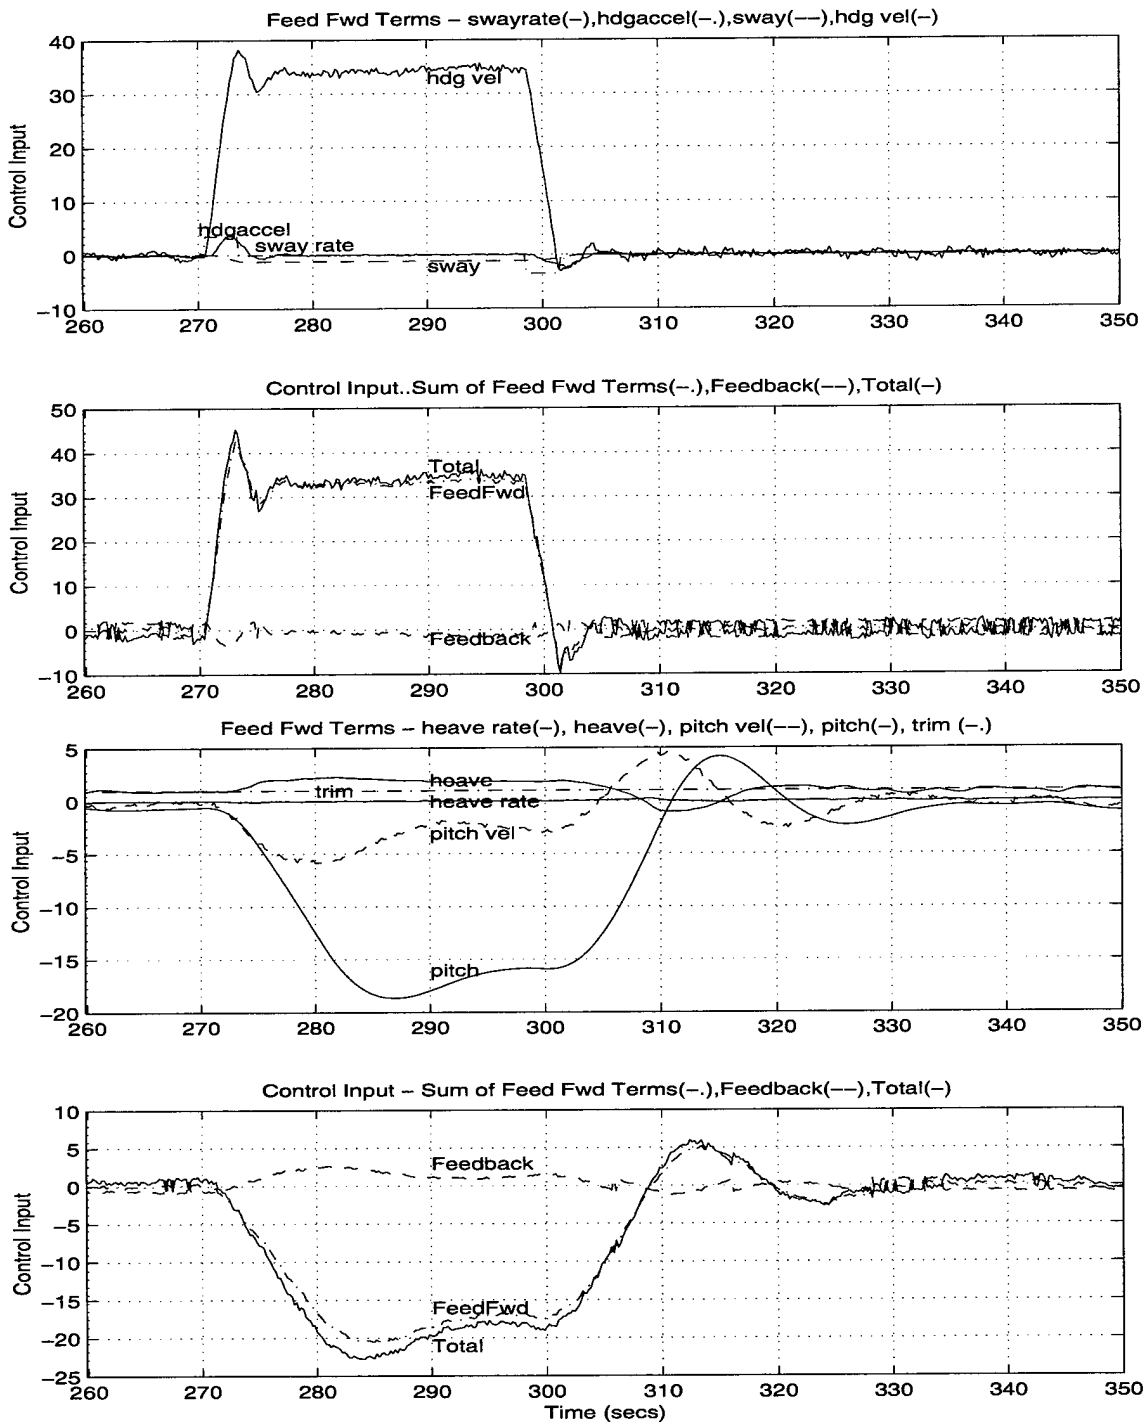 Feed Fwd Terms – swayrate(–),hdgaccel(–.),sway(––),hdg vel(–)
40
30
20
10
0
−10
Control Input
hdg vel
hdgaccel
sway rate
sway
260 270 280 290 300 310 320 330 340 350
Control Input..Sum of Feed Fwd Terms(–.),Feedback(––),Total(–)
50
40
30
20
10
0
−10
Control Input
Total
FeedFwd
Feedback
260 270 280 290 300 310 320 330 340 350
Feed Fwd Terms – heave rate(–), heave(–), pitch vel(––), pitch(–), trim (–.)
5
0
−5
−10
−15
−20
Control Input
heave
trim
heave rate
pitch vel
pitch
260 270 280 290 300 310 320 330 340 350
Control Input – Sum of Feed Fwd Terms(–.),Feedback(––),Total(–)
10
5
0
−5
−10
−15
−20
−25
Control Input
Feedback
FeedFwd
Total
260 270 280 290 300 310 320 330 340 350
Time (secs)